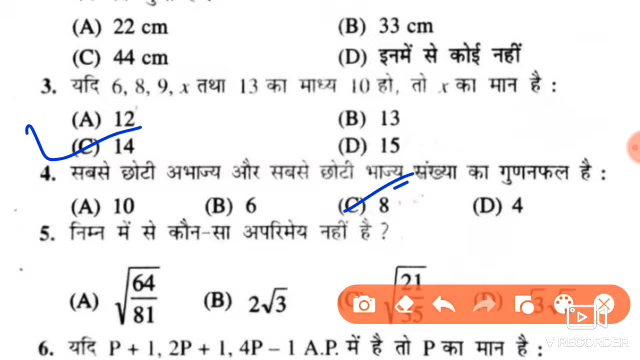 (A) 22 cm (B) 33 cm
(C) 44 cm (D) इनमें से कोई नहीं
3. यदि 6, 8, 9, x तथा 13 का माध्य 10 हो, तो x का मान है :
(A) 12 (B) 13
(C) 14 (D) 15
4. सबसे छोटी अभाज्य और सबसे छोटी भाज्य संख्या का गुणनफल है :
(A) 10 (B) 6 (C) 8 (D) 4
5. निम्न में से कौन-सा अपरिमेय नहीं है ?
(A) √64/81 (B) 2√3 √21
6. यदि P + 1, 2P + 1, 4P − 1 A.P. में है तो P का मान है :
V RECORDER